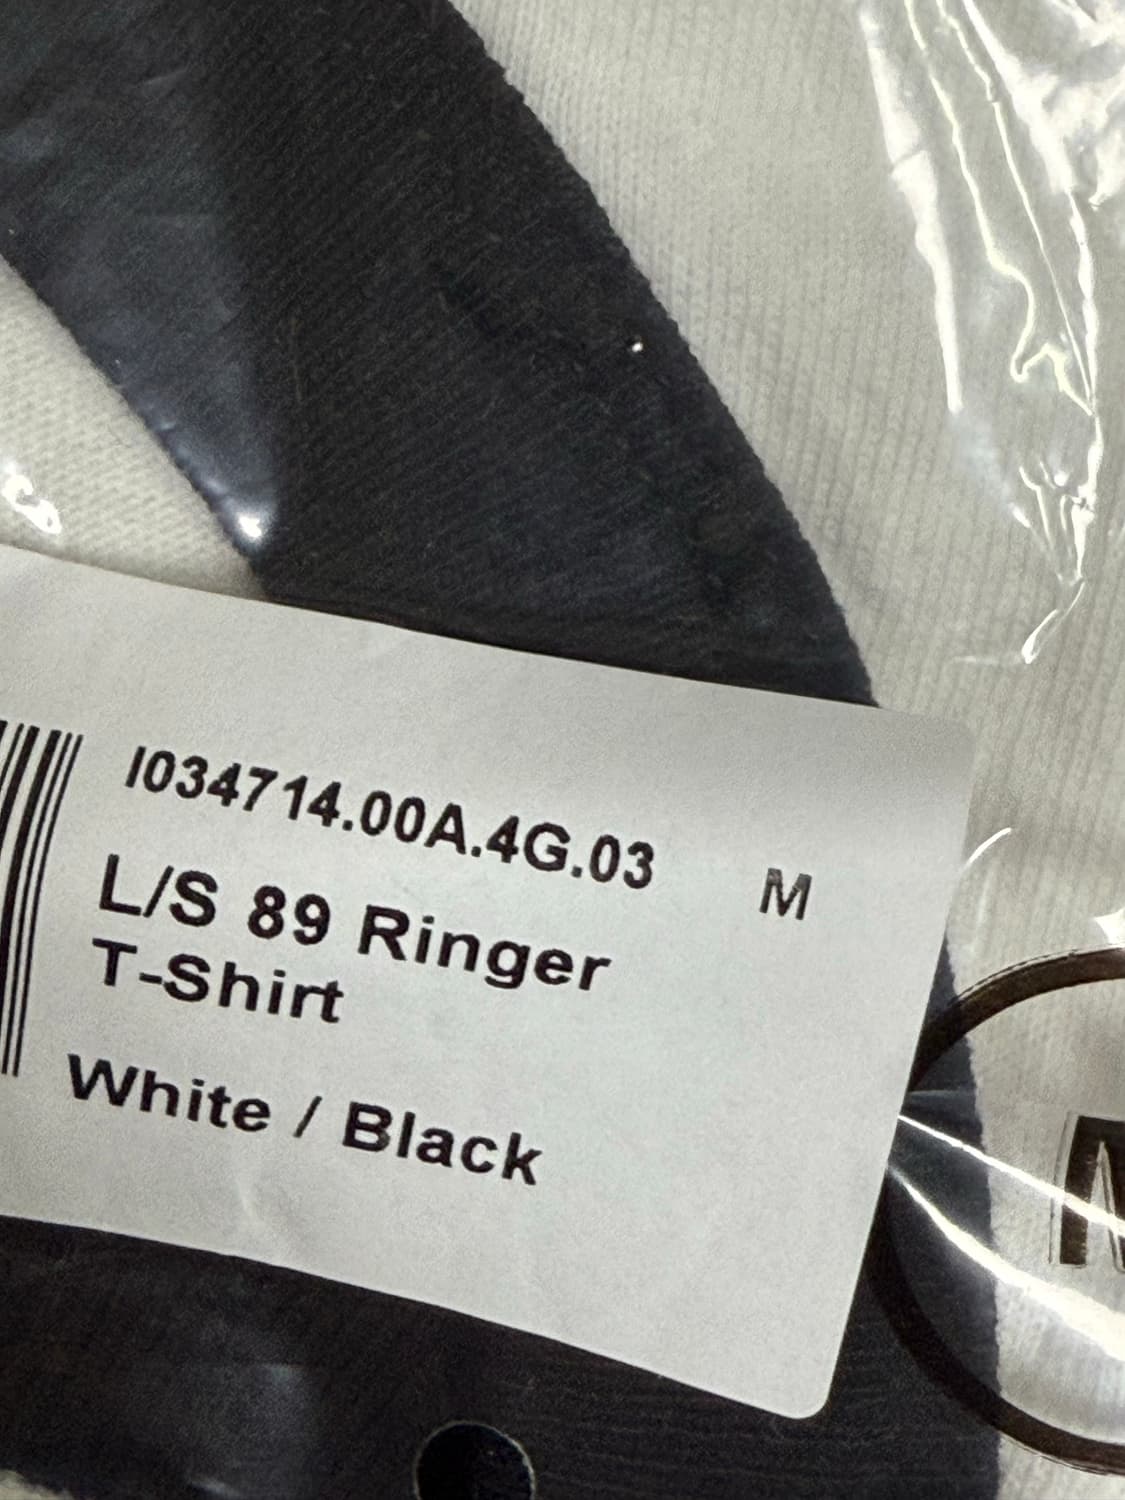 I034714.00A.4G.03 M
L/S 89 Ringer
T-Shirt
White / Black
M